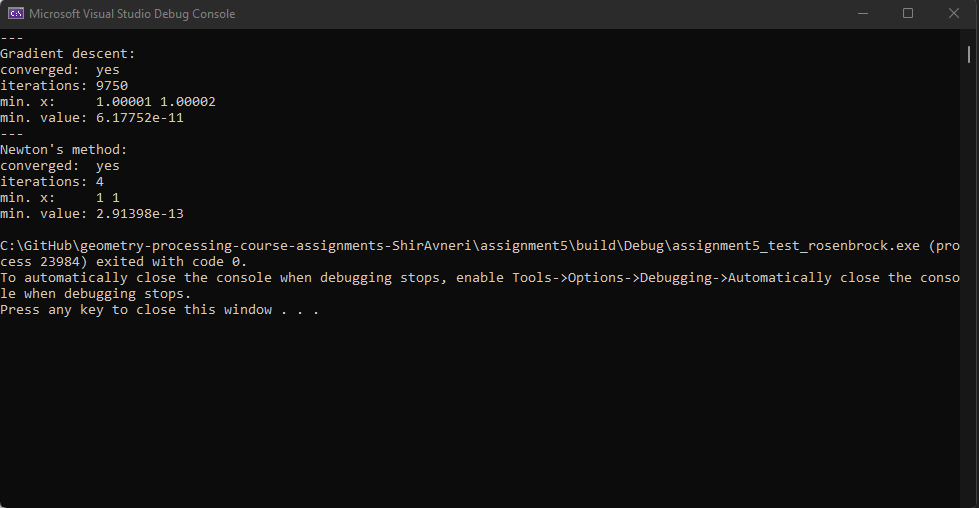 Microsoft Visual Studio Debug Console
---
Gradient descent:
converged:  yes
iterations: 9750
min. x:     1.00001 1.00002
min. value: 6.17752e-11
---
Newton's method:
converged:  yes
iterations: 4
min. x:     1 1
min. value: 2.91398e-13
C:\GitHub\geometry-processing-course-assignments-ShirAvneri\assignment5\build\Debug\assignment5_test_rosenbrock.exe (pro
cess 23984) exited with code 0.
To automatically close the console when debugging stops, enable Tools->Options->Debugging->Automatically close the conso
le when debugging stops.
Press any key to close this window . . .